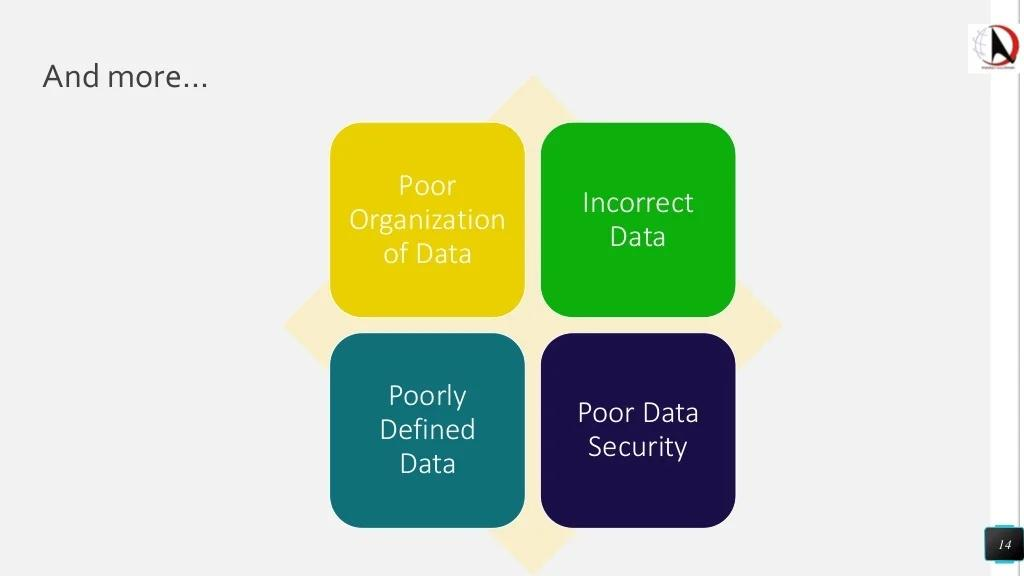 And more...
Poor
Organization
of Data
Incorrect
Data
Poorly
Defined
Data
Poor Data
Security
14